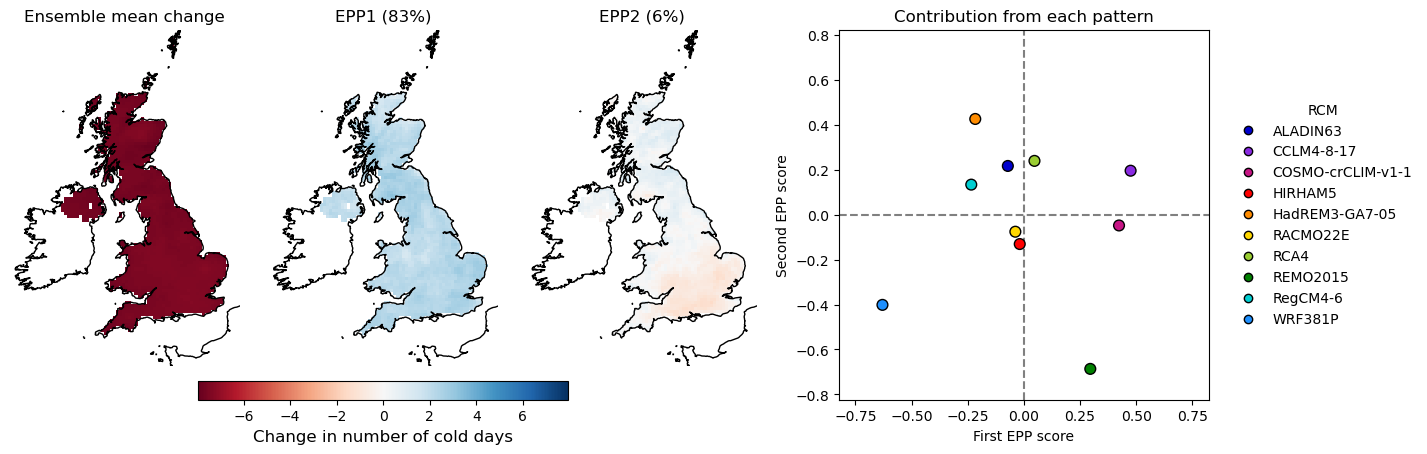 Ensemble mean change
EPP1 (83%)
EPP2 (6%)
−6 −4 −2 0 2 4 6
Change in number of cold days
Contribution from each pattern
0.8
0.6
0.4
0.2
0.0
−0.2
−0.4
−0.6
−0.8
Second EPP score
−0.75 −0.50 −0.25 0.00 0.25 0.50 0.75
First EPP score
RCM
ALADIN63
CCLM4-8-17
COSMO-crCLIM-v1-1
HIRHAM5
HadREM3-GA7-05
RACMO22E
RCA4
REMO2015
RegCM4-6
WRF381P